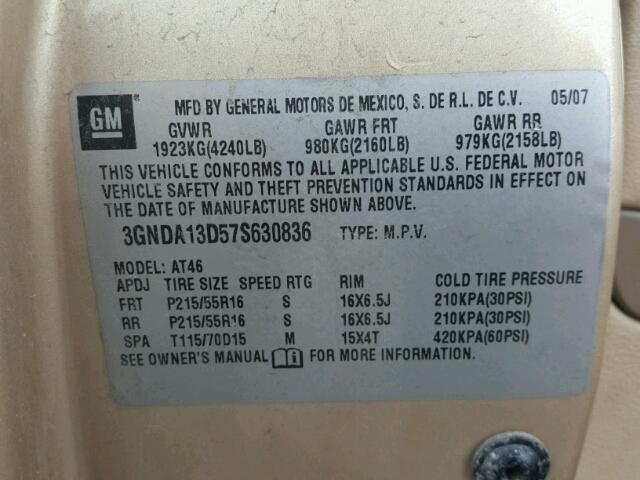 GM MFD BY GENERAL MOTORS DE MEXICO, S. DE R.L. DE C.V. 05/07
GVWR GAWR FRT GAWR RR
1923KG(4240LB) 980KG(2160LB) 979KG(2158LB)
THIS VEHICLE CONFORMS TO ALL APPLICABLE U.S. FEDERAL MOTOR
VEHICLE SAFETY AND THEFT PREVENTION STANDARDS IN EFFECT ON
THE DATE OF MANUFACTURE SHOWN ABOVE.
3GNDA13D57S630836 TYPE: M.P.V.
MODEL: AT46
APDJ TIRE SIZE SPEED RTG RIM COLD TIRE PRESSURE
FRT P215/55R16 S 16X6.5J 210KPA(30PSI)
RR P215/55R16 S 16X6.5J 210KPA(30PSI)
SPA T115/70D15 M 15X4T 420KPA(60PSI)
SEE OWNER'S MANUAL FOR MORE INFORMATION.